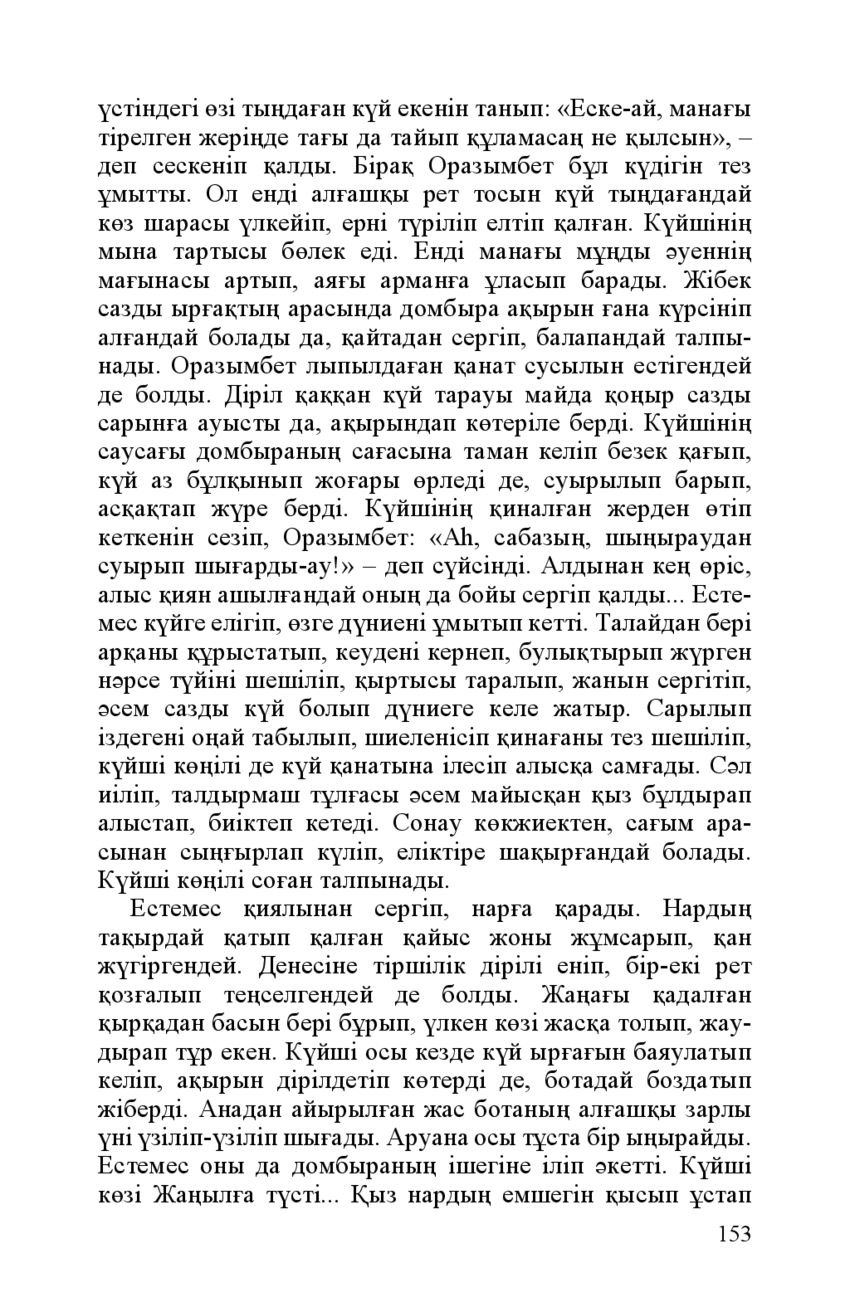 үстіндегі өзі тыңдаған күй екенін танып: «Еске-ай, манағы
тірелген жеріңде тағы да тайып құламасаң не қылсын», –
деп сескеніп қалды. Бірақ Оразымбет бұл күдігін тез
ұмытты. Ол енді алғашқы рет тосын күй тыңдағандай
көз шарасы үлкейіп, ерні түріліп елтіп қалған. Күйшінің
мына тартысы бөлек еді. Енді манағы мұңды әуеннің
мағынасы артып, аяғы арманға ұласып барады. Жібек
сазды ырғақтың арасында домбыра ақырын ғана күрсініп
алғандай болады да, қайтадан сергіп, балапандай талпы-
нады. Оразымбет лыпылдаған қанат сусылын естігендей
де болды. Діріл қаққан күй тарауы майда қоңыр сазды
сарынға ауысты да, ақырындап көтеріле берді. Күйшінің
саусағы домбыраның сағасына таман келіп безек қағып,
күй аз бұлқынып жоғары өрледі де, суырылып барып,
асқақтап жүре берді. Күйшінің қиналған жерден өтіп
кеткенін сезіп, Оразымбет: «Аһ, сабазың, шыңыраудан
суырып шығарды-ау!» – деп сүйсінді. Алдынан кең өріс,
алыс қиян ашылғандай оның да бойы сергіп қалды... Есте-
мес күйге елігіп, өзге дүниені ұмытып кетті. Талайдан бері
арқаны құрыстатып, кеудені кернеп, булықтырып жүрген
нәрсе түйіні шешіліп, қыртысы таралып, жанын сергітіп,
әсем сазды күй болып дүниеге келе жатыр. Сарылып
іздегені оңай табылып, шиеленісіп қинағаны тез шешіліп,
күйші көңілі де күй қанатына ілесіп алысқа самғады. Сәл
иіліп, талдырмаш тұлғасы әсем майысқан қыз бұлдырап
алыстап, биіктеп кетеді. Сонау көкжиектен, сағым ара-
сынан сыңғырлап күліп, еліктіре шақырғандай болады.
Күйші көңілі соған талпынады.
Естемес қиялынан сергіп, нарға қарады. Нардың
тақырдай қатып қалған қайыс жоны жұмсарып, қан
жүгіргендей. Денесіне тіршілік дірілі еніп, бір-екі рет
қозғалып теңселгендей де болды. Жаңағы қадалған
қырқадан басын бері бұрып, үлкен көзі жасқа толып, жау-
дырап тұр екен. Күйші осы кезде күй ырғағын баяулатып
келіп, ақырын дірілдетіп көтерді де, ботадай боздатып
жіберді. Анадан айырылған жас ботаның алғашқы зарлы
үні үзіліп-үзіліп шығады. Аруана осы тұста бір ыңырайды.
Естемес оны да домбыраның ішегіне іліп әкетті. Күйші
көзі Жаңылға түсті... Қыз нардың емшегін қысып ұстап
153